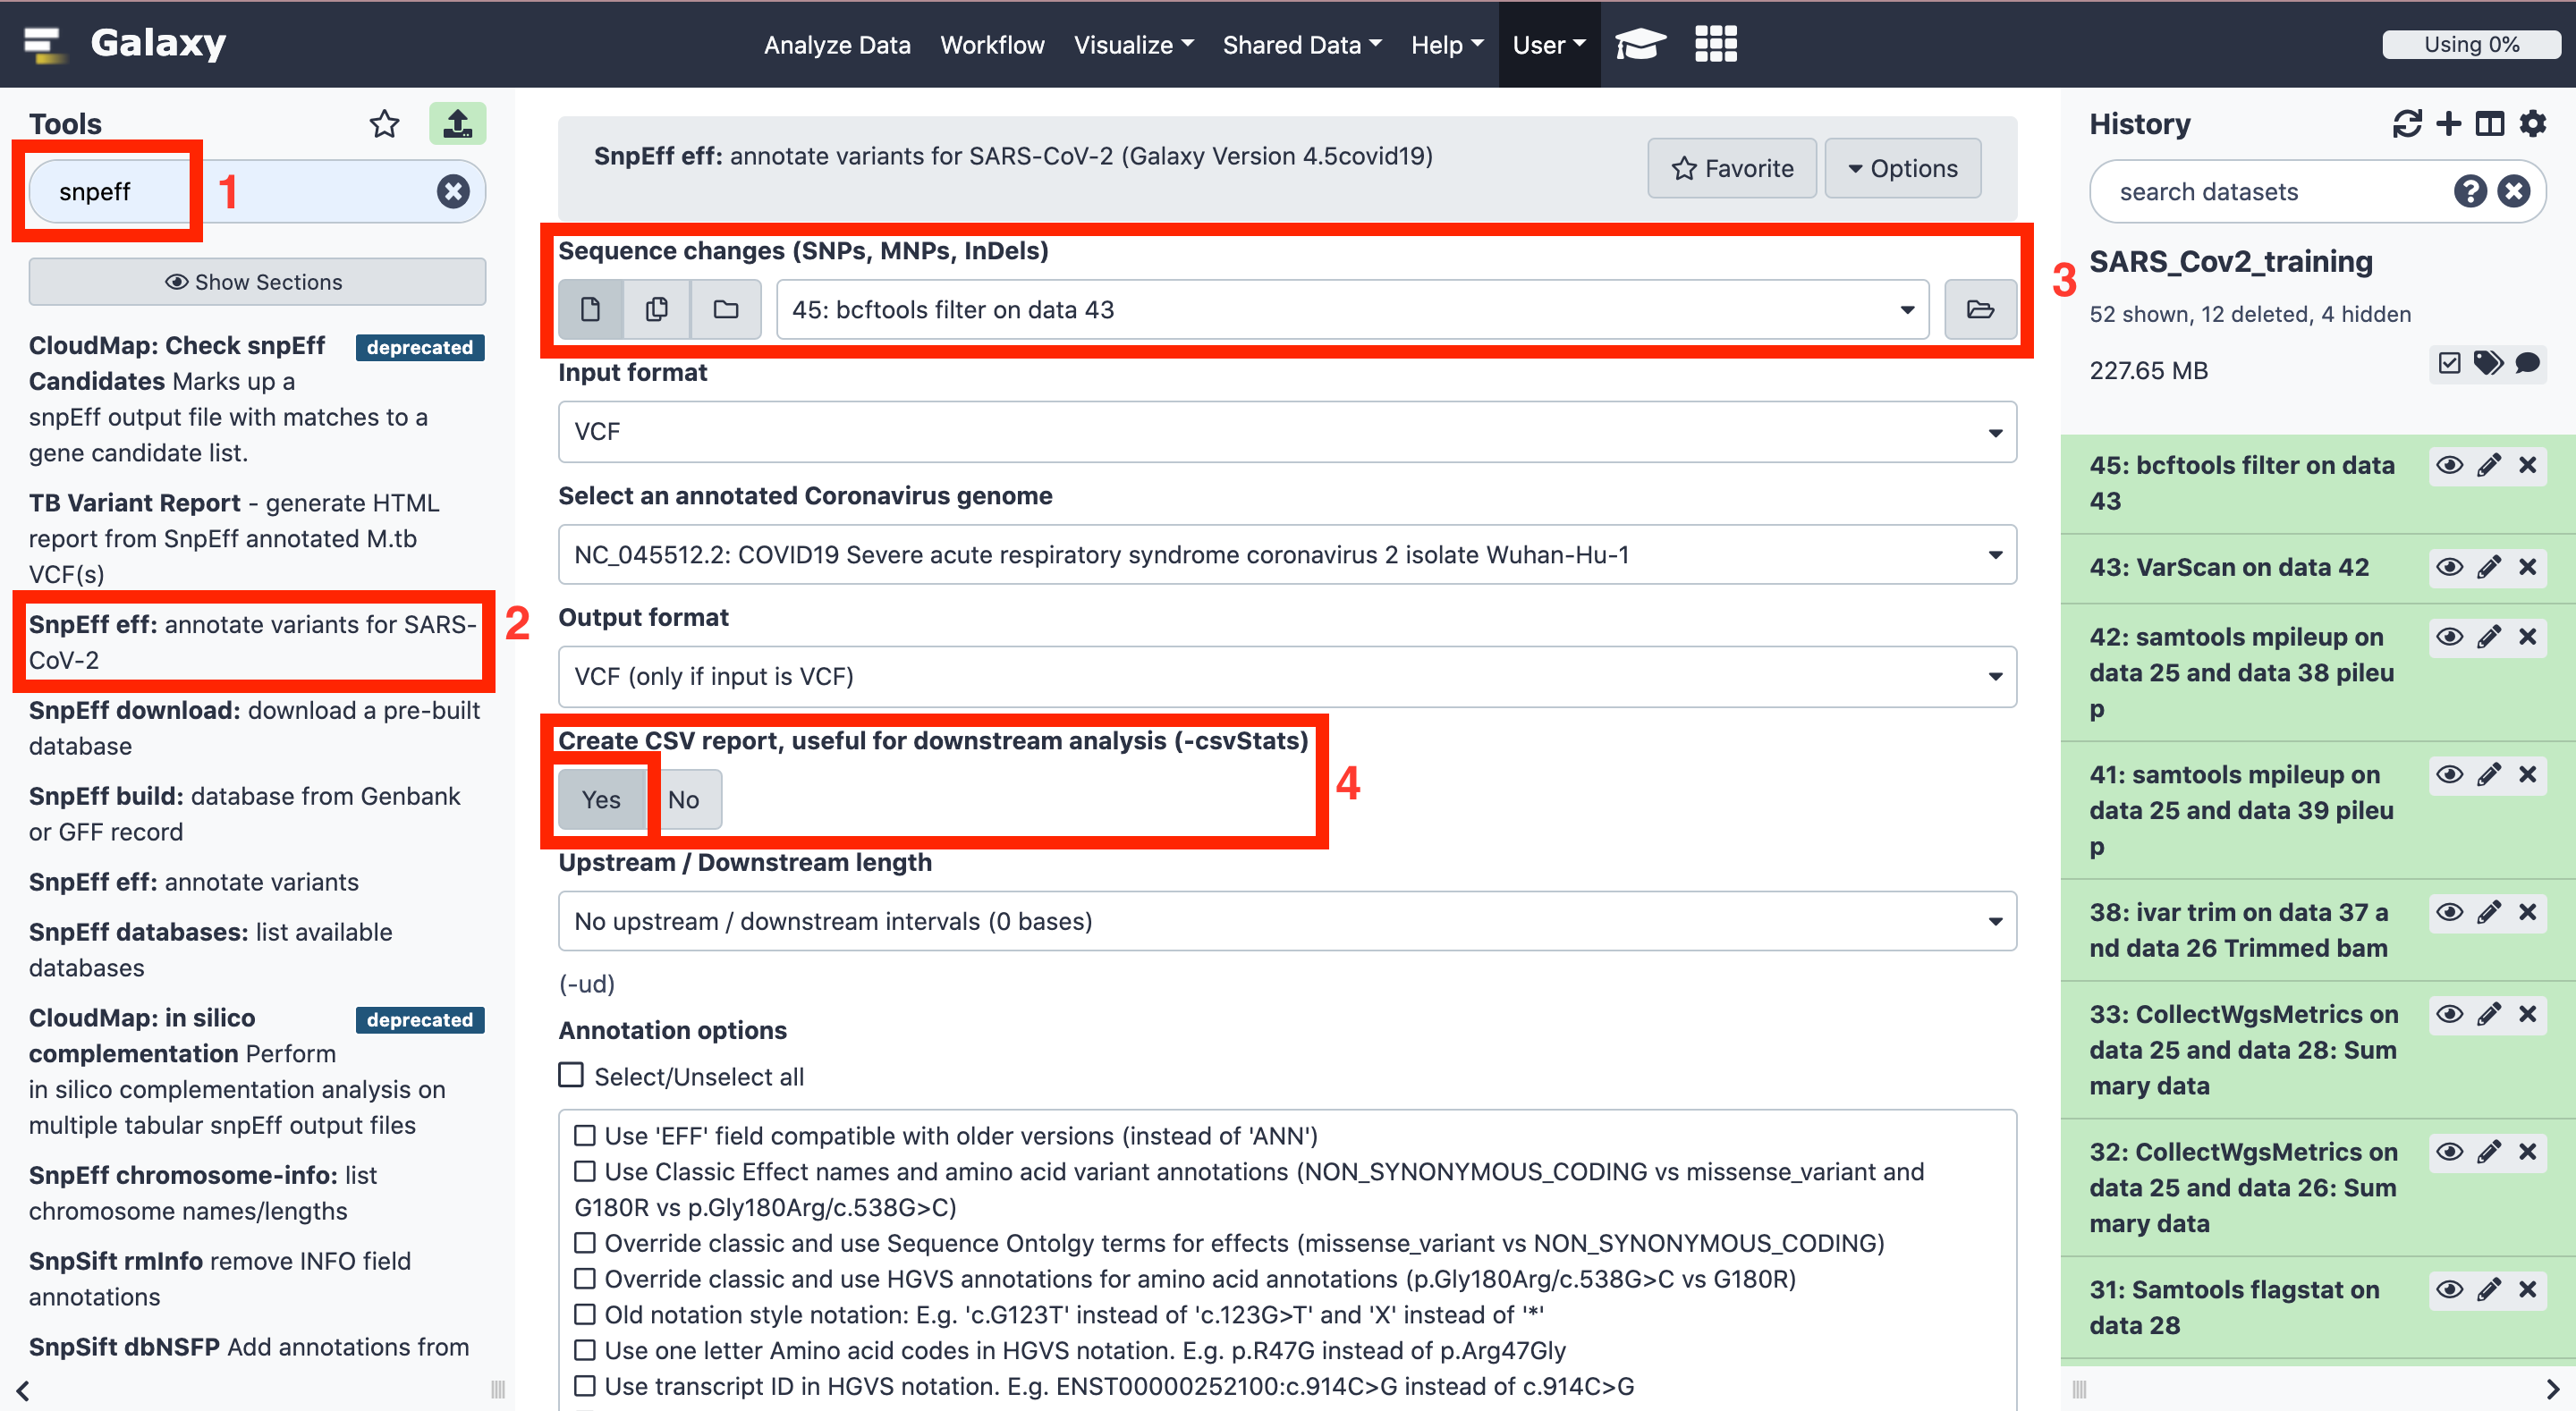 Galaxy
Analyze Data Workflow Visualize Shared Data Help User
Using 0%
Tools
snpeff
1
Show Sections
CloudMap: Check snpEff deprecated
Candidates Marks up a
snpEff output file with matches to a
gene candidate list.
TB Variant Report - generate HTML
report from SnpEff annotated M.tb
VCF(s)
SnpEff eff: annotate variants for SARS-
CoV-2
2
SnpEff download: download a pre-built
database
SnpEff build: database from Genbank
or GFF record
SnpEff eff: annotate variants
SnpEff databases: list available
databases
CloudMap: in silico deprecated
complementation Perform
in silico complementation analysis on
multiple tabular snpEff output files
SnpEff chromosome-info: list
chromosome names/lengths
SnpSift rmInfo remove INFO field
annotations
SnpSift dbNSFP Add annotations from
SnpEff eff: annotate variants for SARS-CoV-2 (Galaxy Version 4.5covid19)
Favorite
Options
Sequence changes (SNPs, MNPs, InDels)
45: bcftools filter on data 43
3
Input format
VCF
Select an annotated Coronavirus genome
NC_045512.2: COVID19 Severe acute respiratory syndrome coronavirus 2 isolate Wuhan-Hu-1
Output format
VCF (only if input is VCF)
Create CSV report, useful for downstream analysis (-csvStats)
Yes No
4
Upstream / Downstream length
No upstream / downstream intervals (0 bases)
(-ud)
Annotation options
Select/Unselect all
Use 'EFF' field compatible with older versions (instead of 'ANN')
Use Classic Effect names and amino acid variant annotations (NON_SYNONYMOUS_CODING vs missense_variant and
G180R vs p.Gly180Arg/c.538G>C)
Override classic and use Sequence Ontolgy terms for effects (missense_variant vs NON_SYNONYMOUS_CODING)
Override classic and use HGVS annotations for amino acid annotations (p.Gly180Arg/c.538G>C vs G180R)
Old notation style notation: E.g. 'c.G123T' instead of 'c.123G>T' and 'X' instead of '*'
Use one letter Amino acid codes in HGVS notation. E.g. p.R47G instead of p.Arg47Gly
Use transcript ID in HGVS notation. E.g. ENST00000252100:c.914C>G instead of c.914C>G
History
search datasets
SARS_Cov2_training
52 shown, 12 deleted, 4 hidden
227.65 MB
45: bcftools filter on data
43
43: VarScan on data 42
42: samtools mpileup on
data 25 and data 38 pileu
p
41: samtools mpileup on
data 25 and data 39 pileu
p
38: ivar trim on data 37 a
nd data 26 Trimmed bam
33: CollectWgsMetrics on
data 25 and data 28: Sum
mary data
32: CollectWgsMetrics on
data 25 and data 26: Sum
mary data
31: Samtools flagstat on
data 28